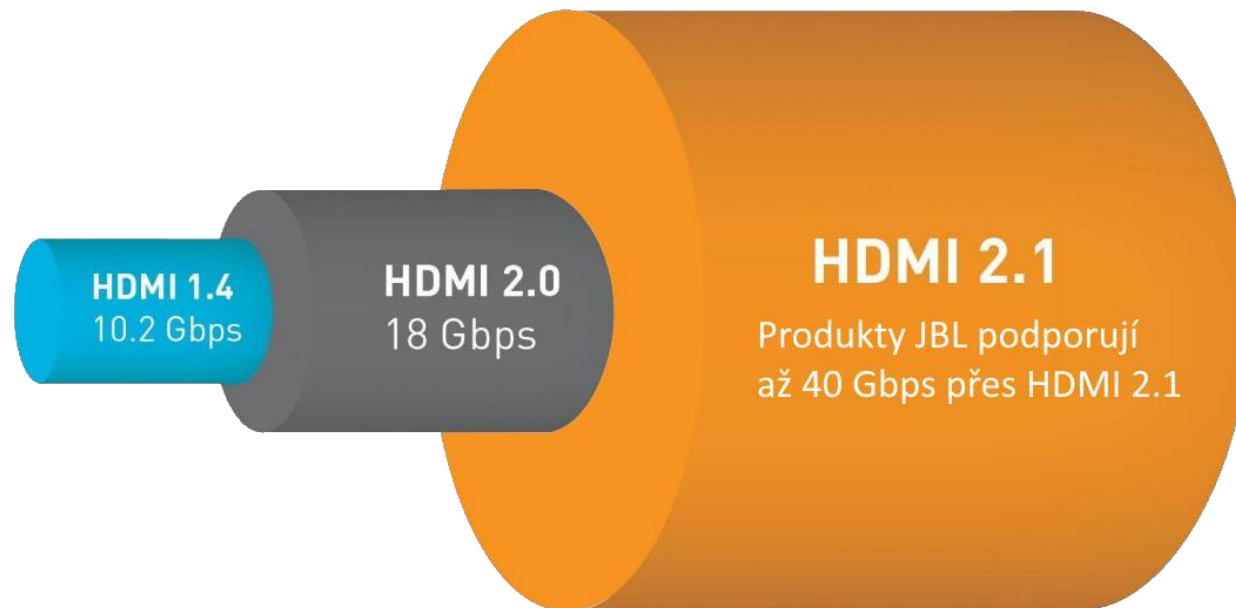 HDMI 1.4
10.2 Gbps
HDMI 2.0
18 Gbps
HDMI 2.1
Produkty JBL podporují
až 40 Gbps přes HDMI 2.1